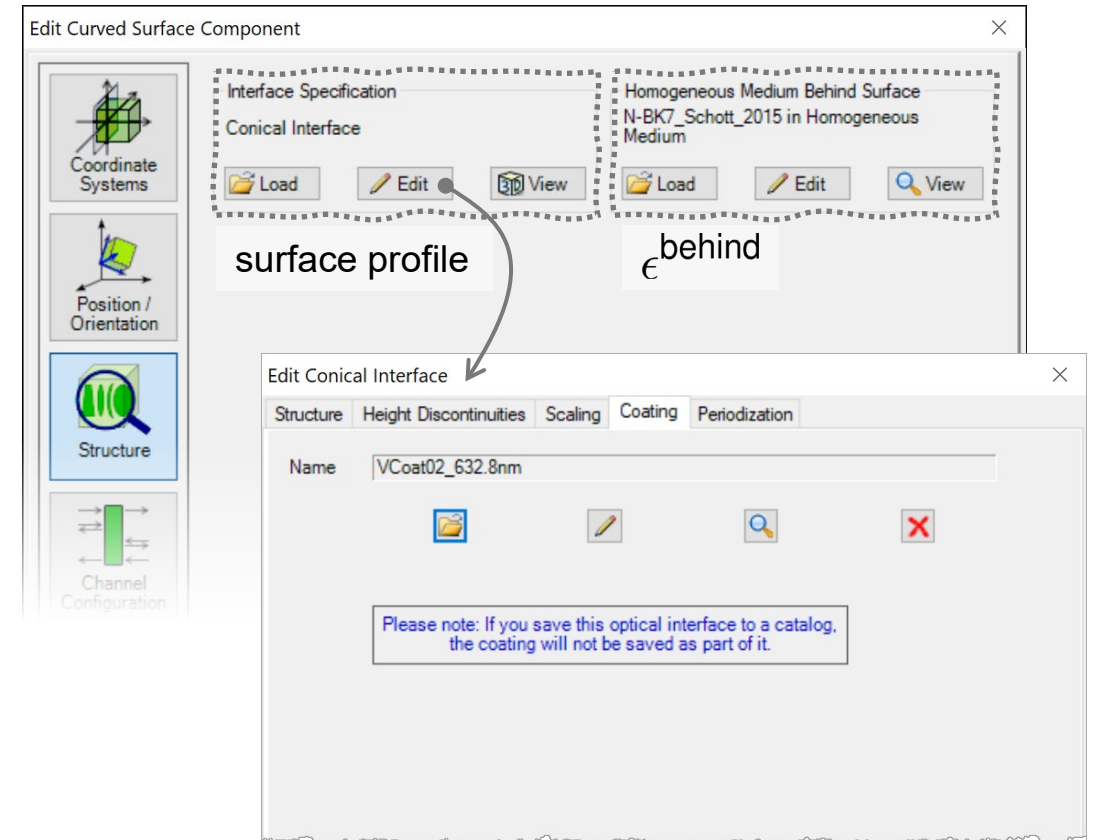 Edit Curved Surface Component
Coordinate
Systems
Position /
Orientation
Structure
Channel
Configuration
Interface Specification
Conical Interface
Load
Edit
3D View
surface profile
Homogeneous Medium Behind Surface
N-BK7_Schott_2015 in Homogeneous
Medium
Load
Edit
View
ϵbehind
Edit Conical Interface
Structure Height Discontinuities Scaling Coating Periodization
Name VCoat02_632.8nm
Please note: If you save this optical interface to a catalog,
the coating will not be saved as part of it.